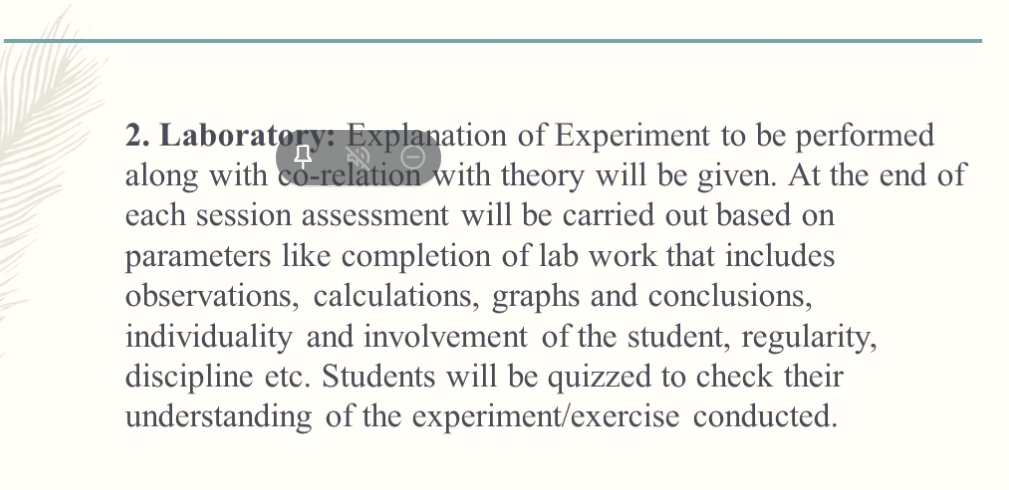 2. Laboratory: Explanation of Experiment to be performed
along with co-relation with theory will be given. At the end of
each session assessment will be carried out based on
parameters like completion of lab work that includes
observations, calculations, graphs and conclusions,
individuality and involvement of the student, regularity,
discipline etc. Students will be quizzed to check their
understanding of the experiment/exercise conducted.